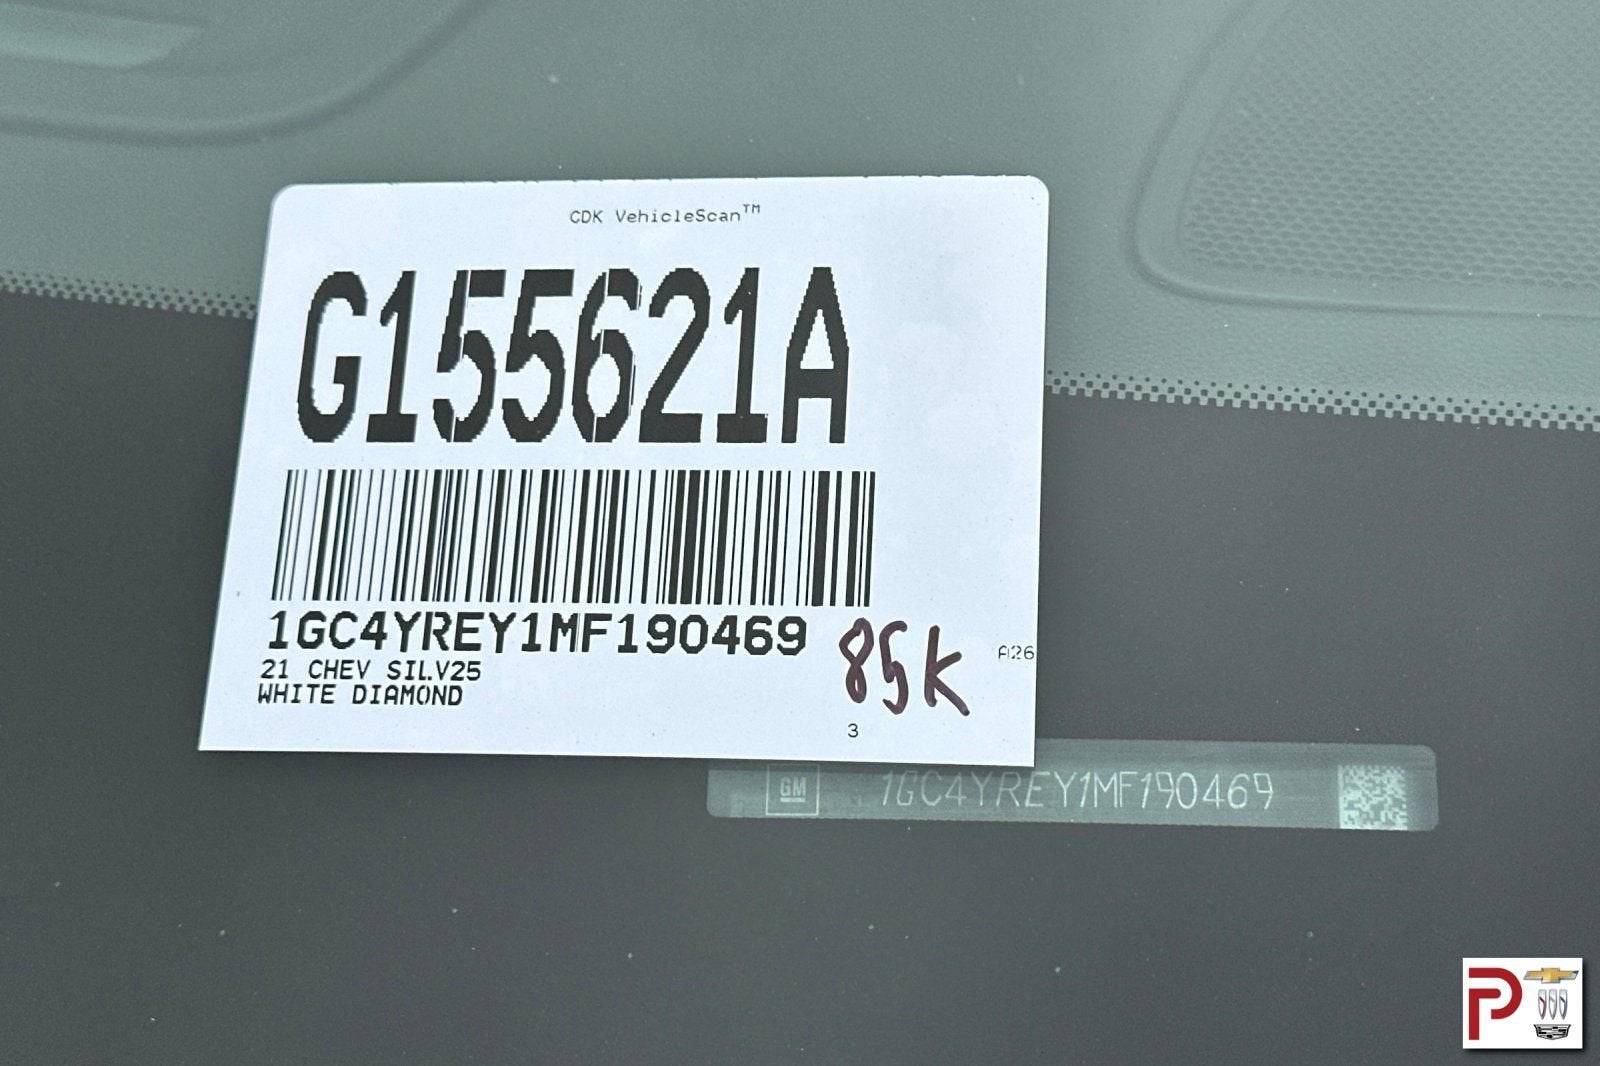 CDK VehicleScan™
G155621A
1GC4YREY1MF190469
21 CHEV SILV25
WHITE DIAMOND
85K
A26
3
GM 1GC4YREY1MF190469
P